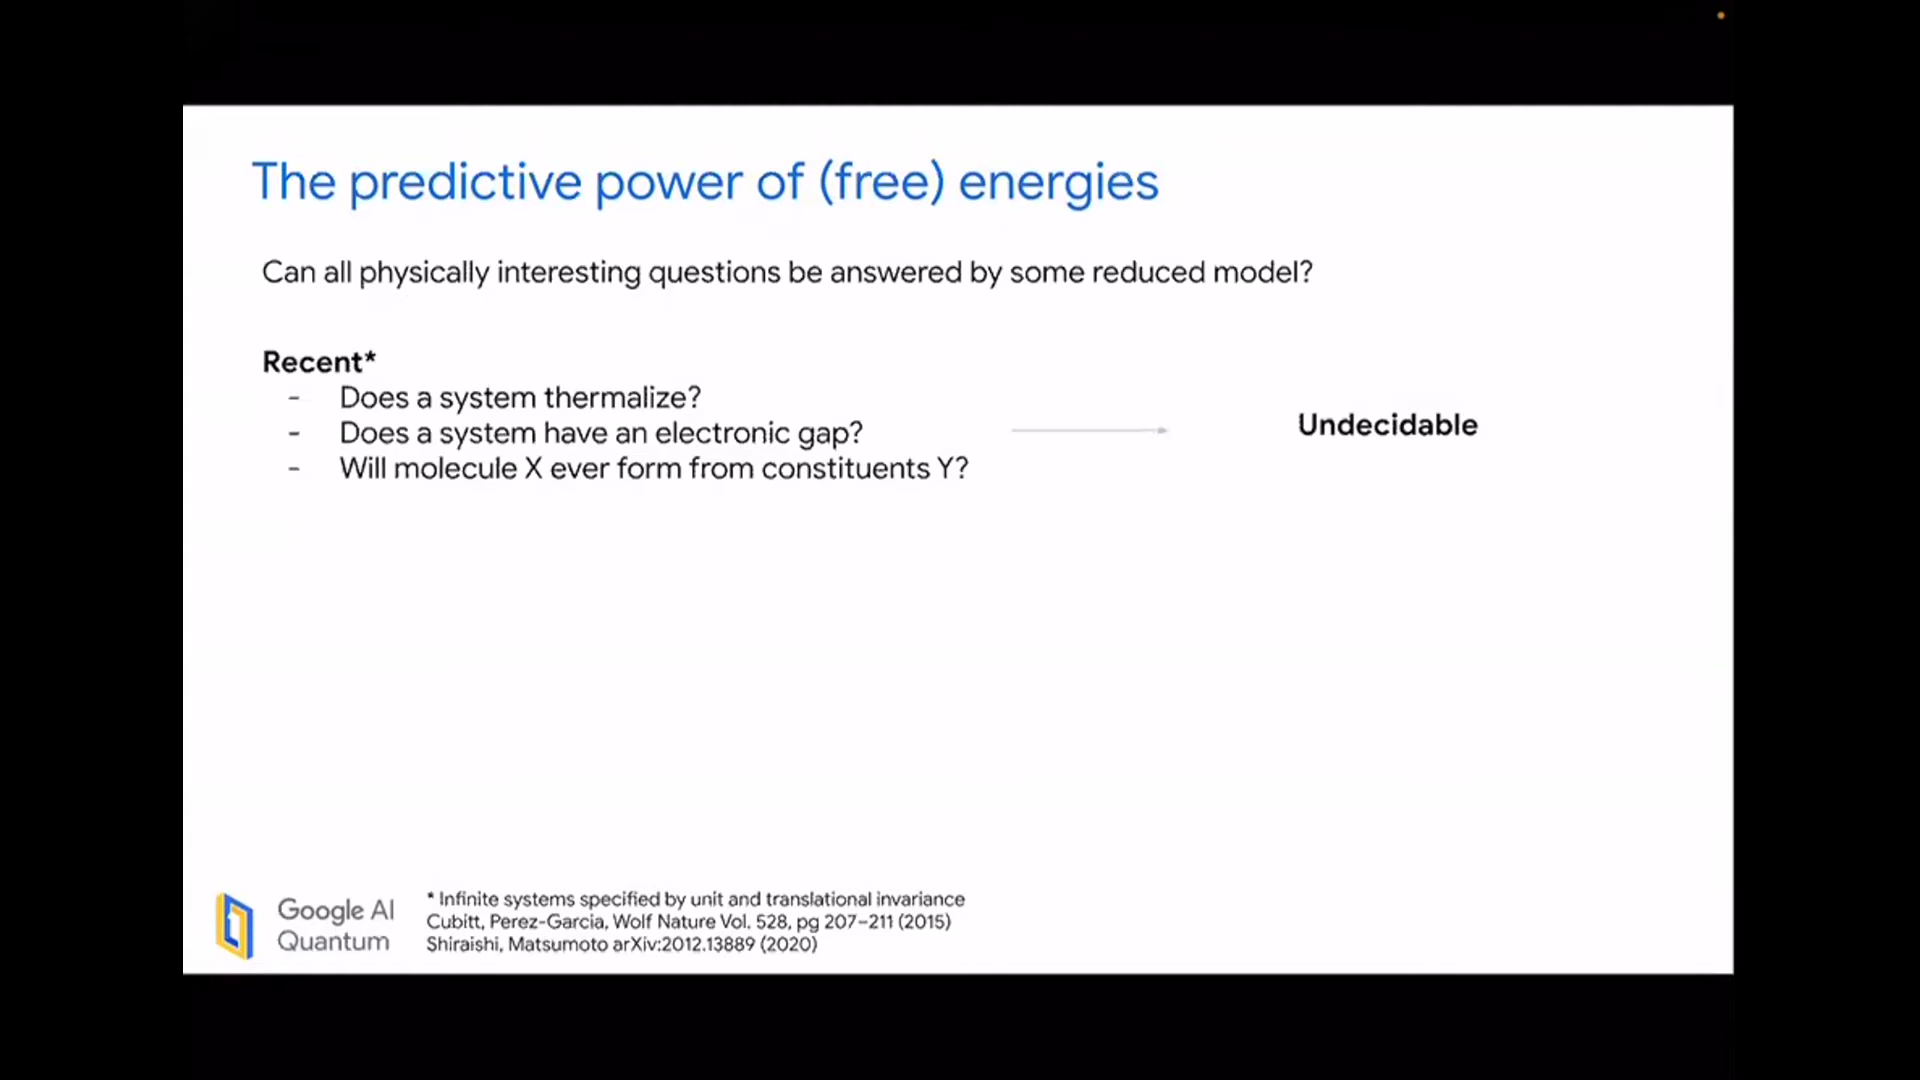 The predictive power of (free) energies
Can all physically interesting questions be answered by some reduced model?
Recent*
- Does a system thermalize?
- Does a system have an electronic gap?
- Will molecule X ever form from constituents Y?
Undecidable
Google AI
Quantum
* Infinite systems specified by unit and translational invariance
Cubitt, Perez-Garcia, Wolf Nature Vol. 528, pg 207–211 (2015)
Shiraishi, Matsumoto arXiv:2012.13889 (2020)